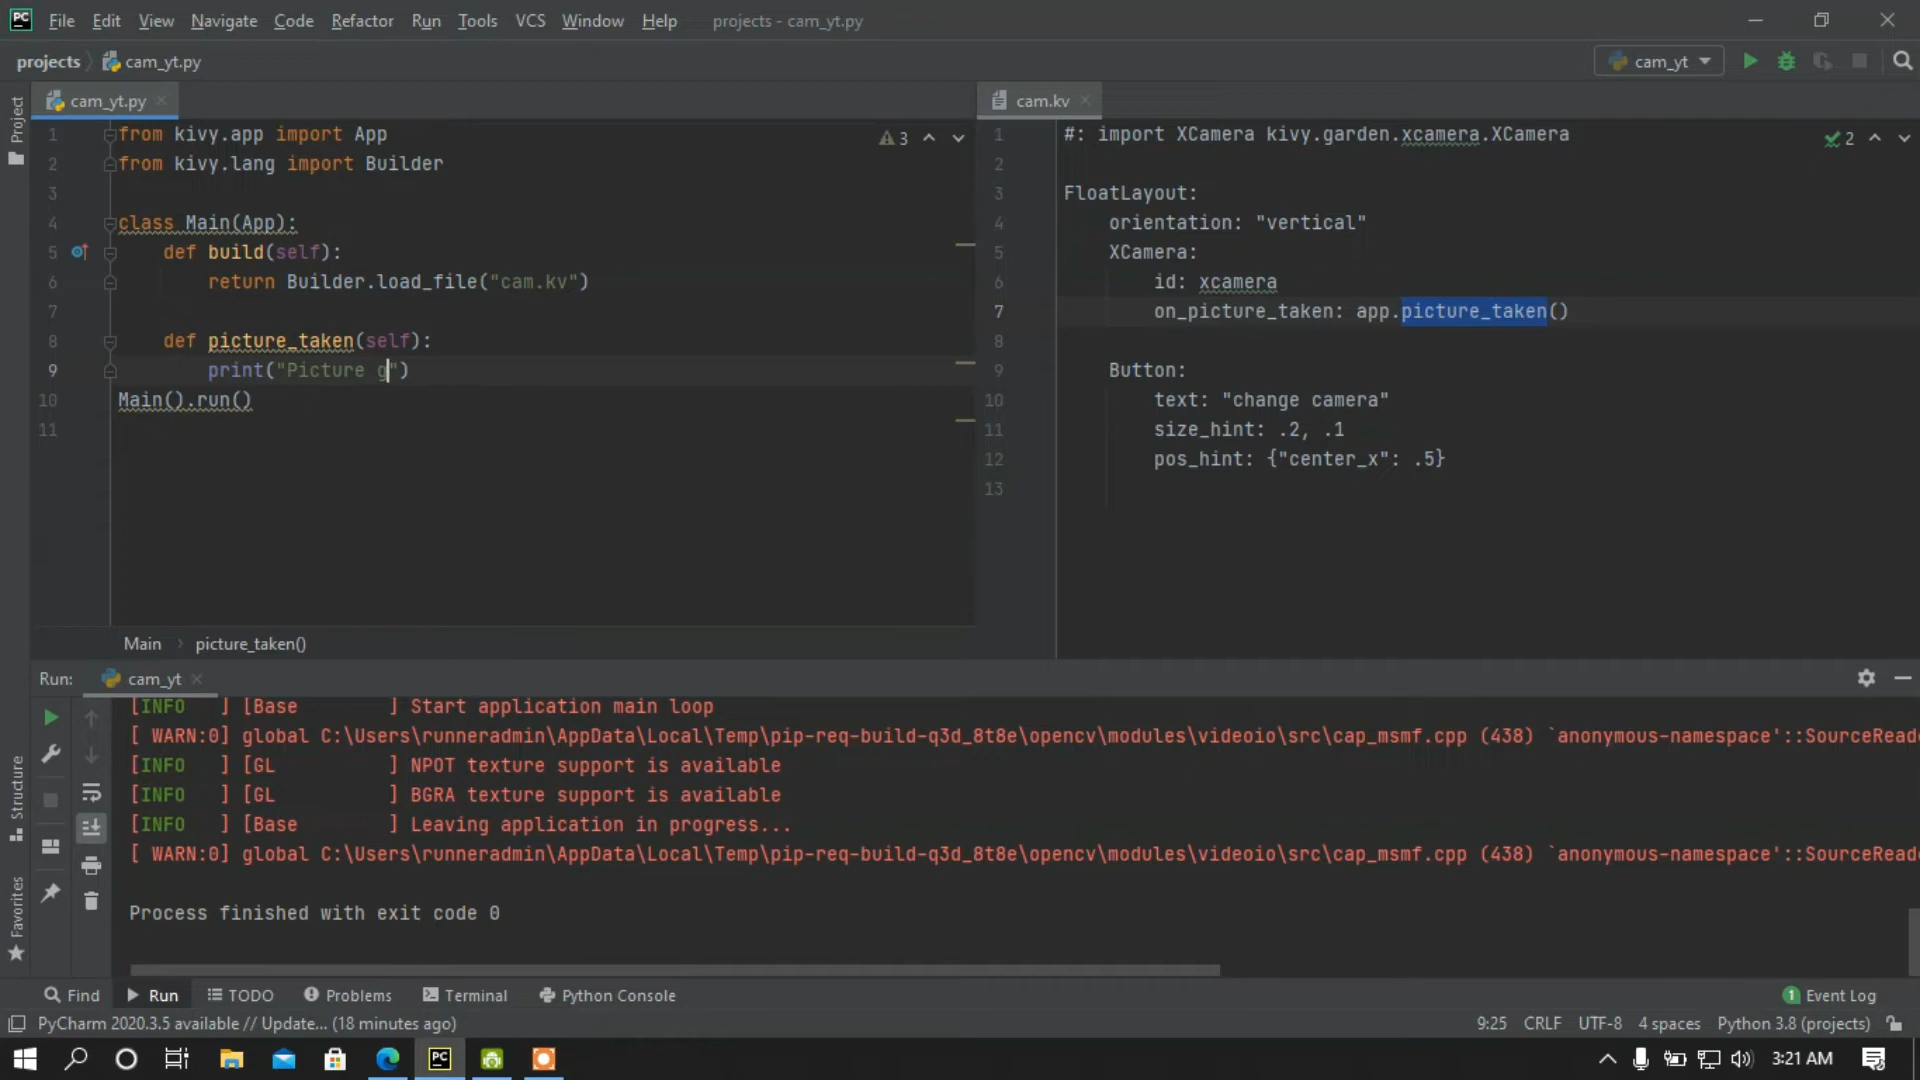 PC File Edit View Navigate Code Refactor Run Tools VCS Window Help projects - cam_yt.py
projects cam_yt.py cam_yt
cam_yt.py
cam.kv
Project
1 from kivy.app import App
2 from kivy.lang import Builder
3
4 class Main(App):
5 def build(self):
6 return Builder.load_file("cam.kv")
7
8 def picture_taken(self):
9 print("Picture g")
10 Main().run()
11
3
1 #: import XCamera kivy.garden.xcamera.XCamera
2
3 FloatLayout:
4 orientation: "vertical"
5 XCamera:
6 id: xcamera
7 on_picture_taken: app.picture_taken()
8
9 Button:
10 text: "change camera"
11 size_hint: .2, .1
12 pos_hint: {"center_x": .5}
13
2
Main picture_taken()
Run: cam_yt
[INFO ] [Base ] Start application main loop
[ WARN:0] global C:\Users\runneradmin\AppData\Local\Temp\pip-req-build-q3d_8t8e\opencv\modules\videoio\src\cap_msmf.cpp (438) `anonymous-namespace'::SourceReade
[INFO ] [GL ] NPOT texture support is available
[INFO ] [GL ] BGRA texture support is available
[INFO ] [Base ] Leaving application in progress...
[ WARN:0] global C:\Users\runneradmin\AppData\Local\Temp\pip-req-build-q3d_8t8e\opencv\modules\videoio\src\cap_msmf.cpp (438) `anonymous-namespace'::SourceReade
Process finished with exit code 0
Structure
Favorites
Find Run TODO Problems Terminal Python Console 1 Event Log
PyCharm 2020.3.5 available // Update... (18 minutes ago) 9:25 CRLF UTF-8 4 spaces Python 3.8 (projects)
PC 3:21 AM